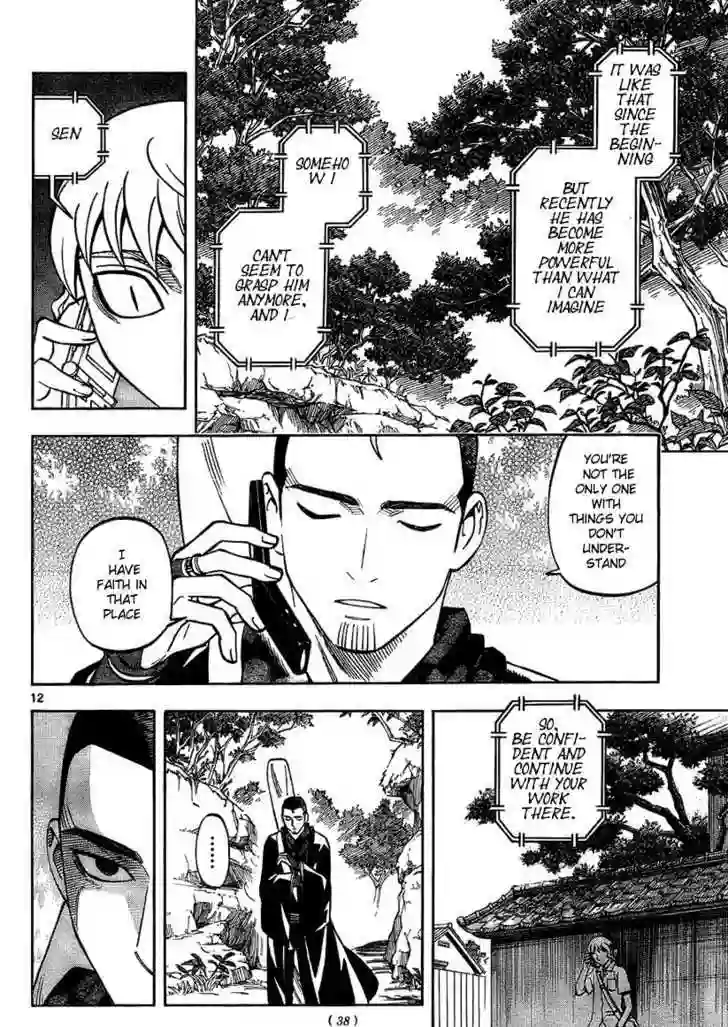 IT WAS
LIKE
THAT SINCE
THE
BEGIN-
NING
BUT
RECENTLY
HE HAS
BECOME
MORE
POWERFUL
THAN WHAT
I CAN
IMAGINE
SOMEHO
W I
CAN'T
SEEM TO
GRASP HIM
ANYMORE,
AND I
SEN
YOU'RE
NOT THE
ONLY ONE
WITH
THINGS YOU
DON'T
UNDER-
STAND
I
HAVE
FAITH IN
THAT
PLACE
12
SO,
BE CONFI-
DENT AND
CONTINUE
WITH YOUR
WORK
THERE.
......
( 38 )